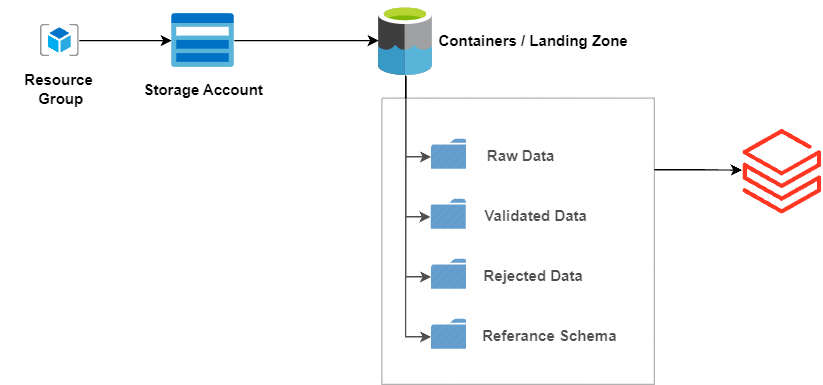 Resource
Group
Storage Account
Containers / Landing Zone
Raw Data
Validated Data
Rejected Data
Referance Schema